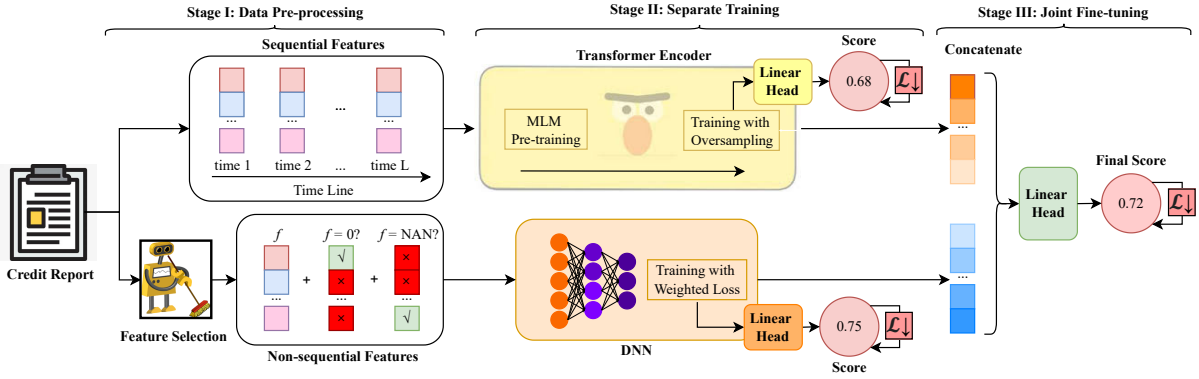 Stage I: Data Pre-processing
Stage II: Separate Training
Stage III: Joint Fine-tuning
Sequential Features
...
...
...
...
time 1 time 2 ... time L
Time Line
Transformer Encoder
MLM
Pre-training
Training with
Oversampling
Linear
Head
Score
0.68
ℒ↓
Concatenate
...
...
Linear
Head
Final Score
0.72
ℒ↓
Credit Report
Feature Selection
f f = 0? f = NAN?
√
×
+ × + ×
... ... ...
× √
Non-sequential Features
Training with
Weighted Loss
DNN
Linear
Head
0.75
ℒ↓
Score